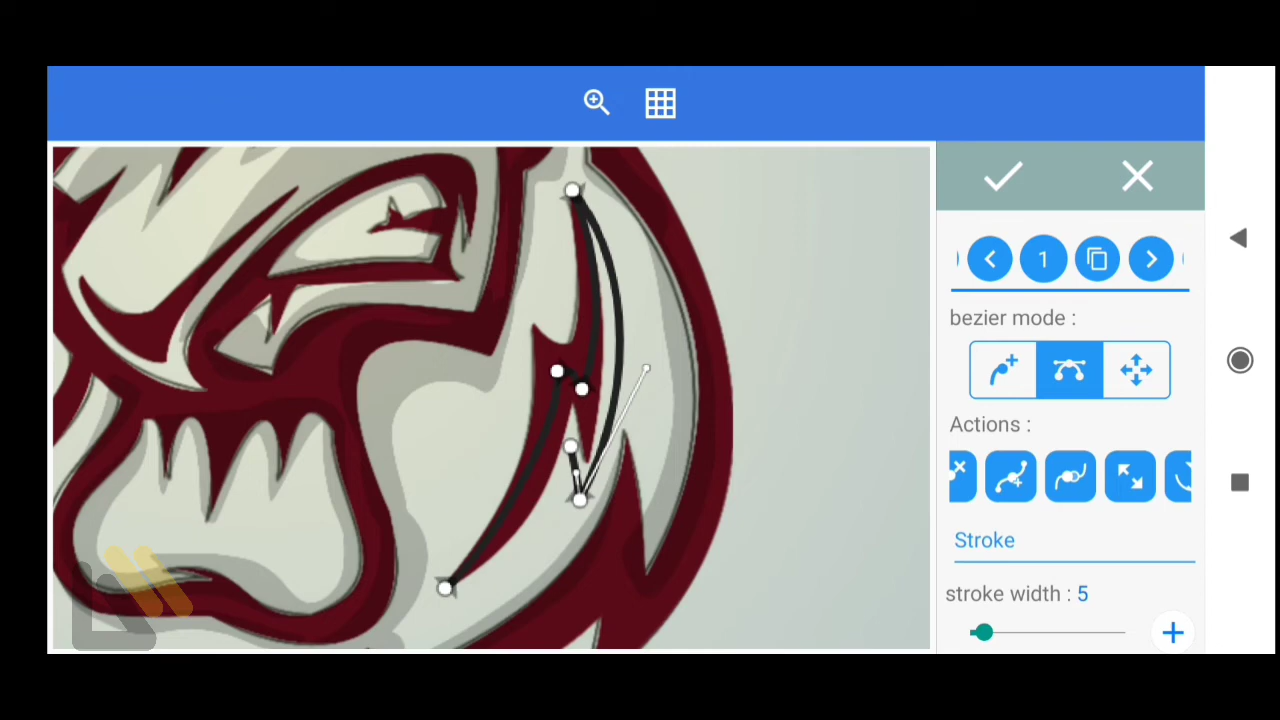 1
bezier mode :
Actions :
Stroke
stroke width : 5